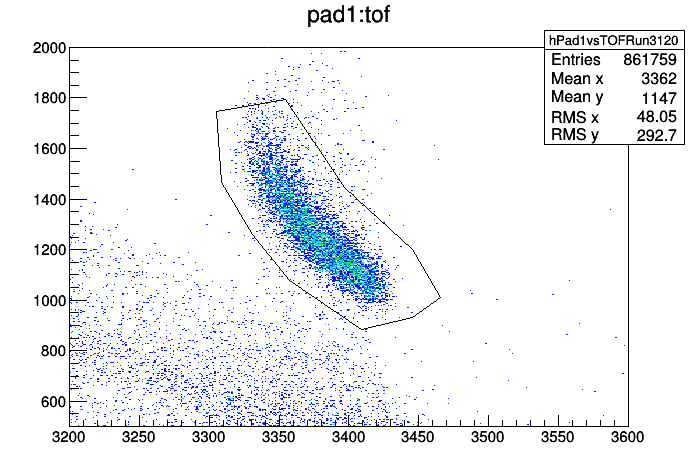 pad1:tof
hPad1vsTOFRun3120
Entries 861759
Mean x 3362
Mean y 1147
RMS x 48.05
RMS y 292.7
2000
1800
1600
1400
1200
1000
800
600
3200 3250 3300 3350 3400 3450 3500 3550 3600